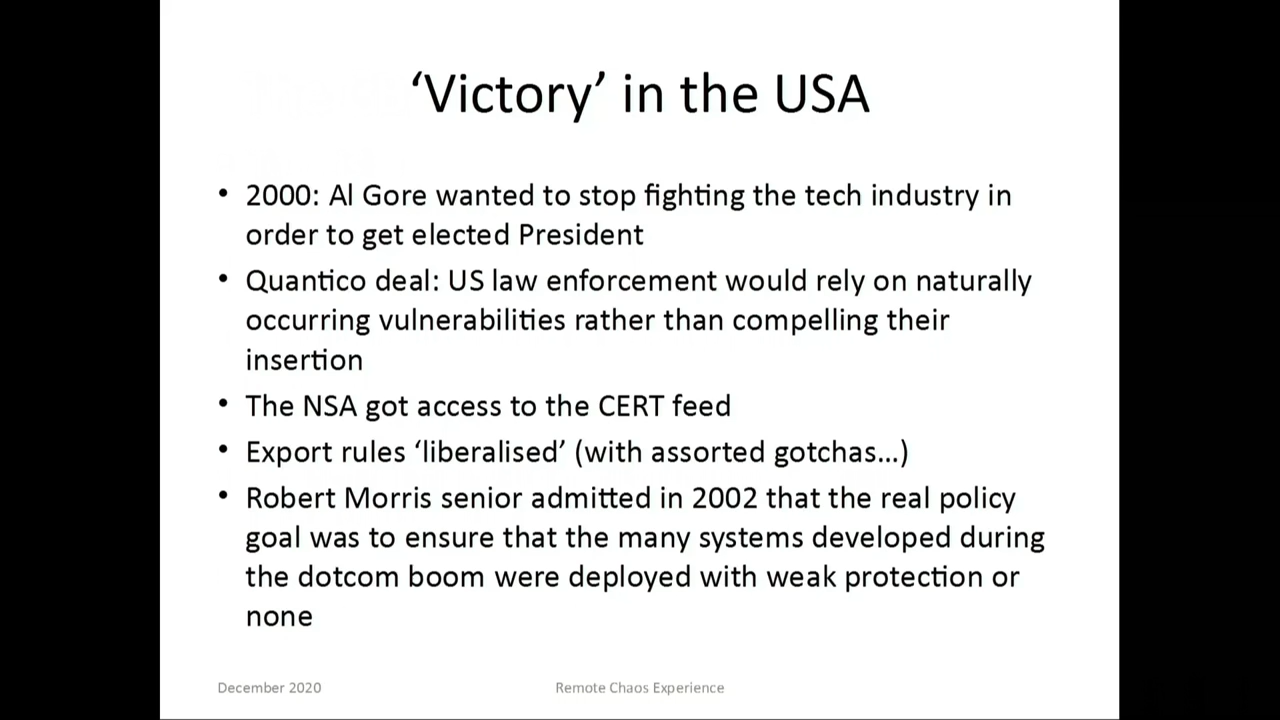 ‘Victory’ in the USA
• 2000: Al Gore wanted to stop fighting the tech industry in
order to get elected President
• Quantico deal: US law enforcement would rely on naturally
occurring vulnerabilities rather than compelling their
insertion
• The NSA got access to the CERT feed
• Export rules ‘liberalised’ (with assorted gotchas…)
• Robert Morris senior admitted in 2002 that the real policy
goal was to ensure that the many systems developed during
the dotcom boom were deployed with weak protection or
none
December 2020
Remote Chaos Experience